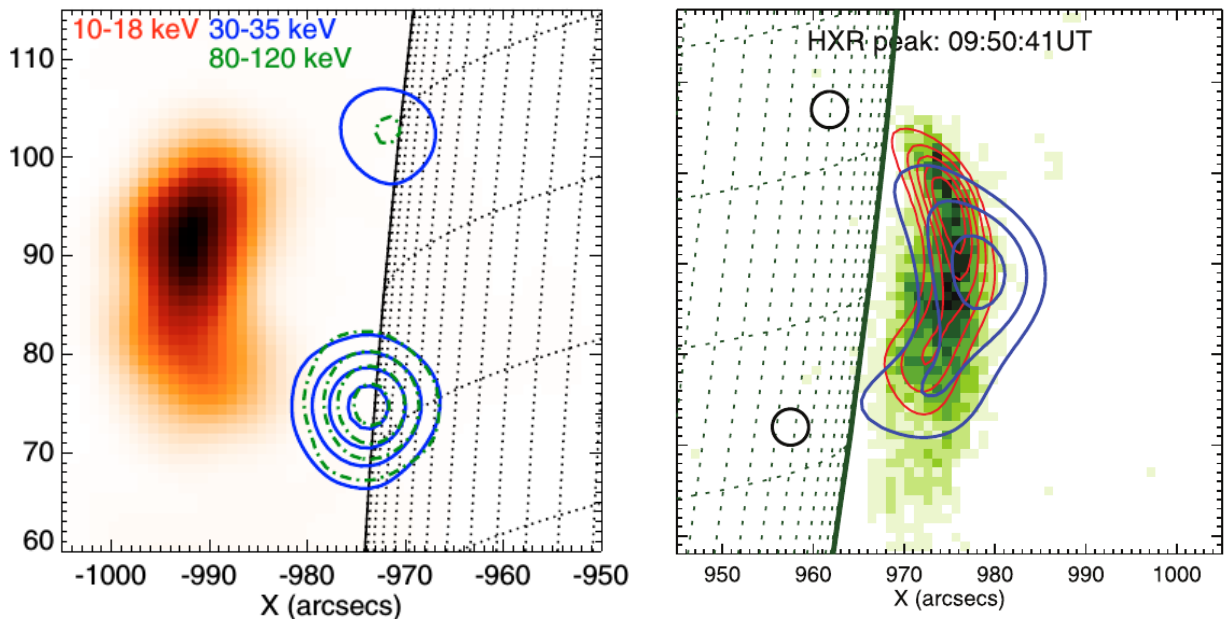 10-18 keV 30-35 keV
80-120 keV
110
100
90
80
70
60
-1000 -990 -980 -970 -960 -950
X (arcsecs)
HXR peak: 09:50:41UT
950 960 970 980 990 1000
X (arcsecs)